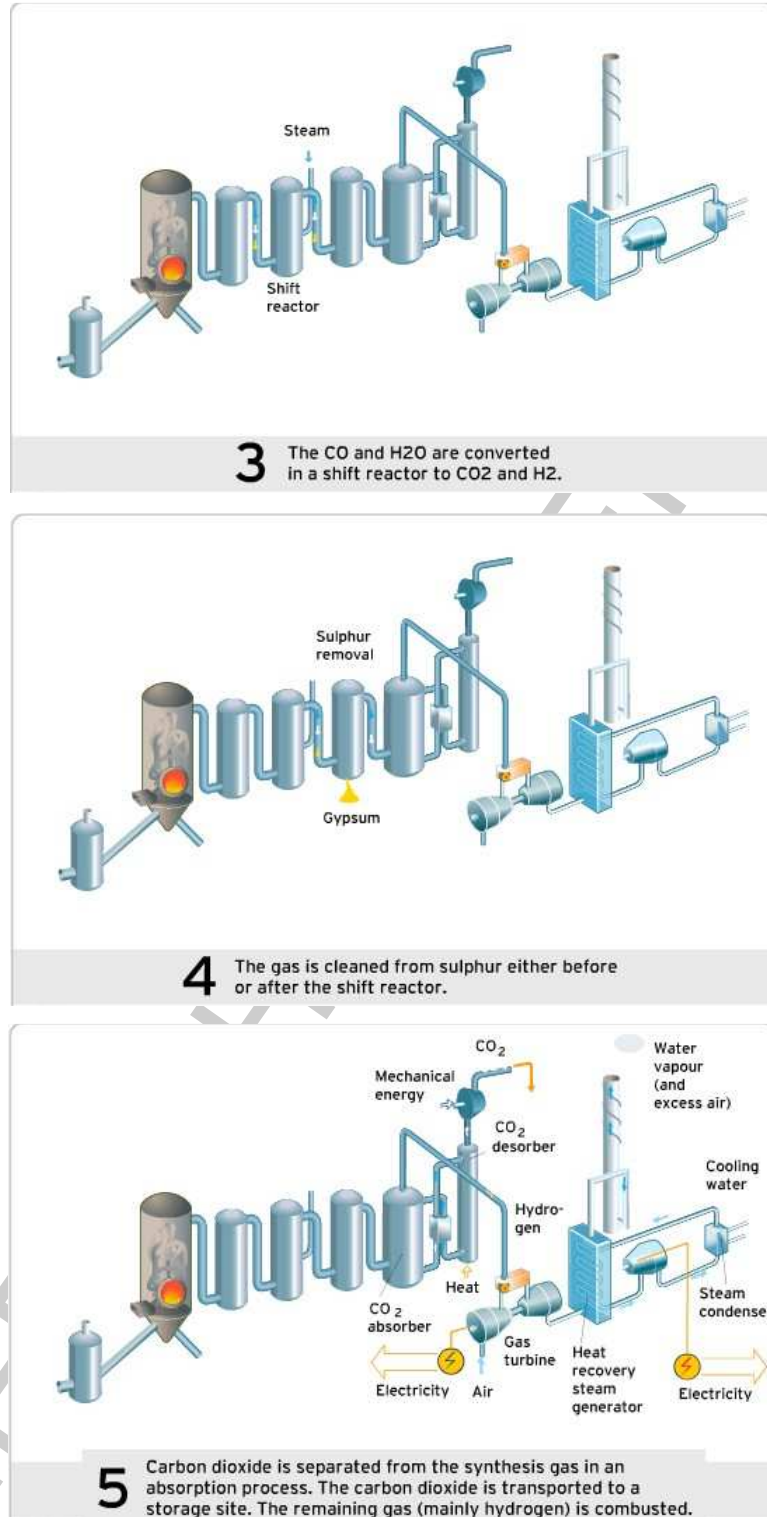 Steam
Shift
reactor
3 The CO and H2O are converted
in a shift reactor to CO2 and H2.
Sulphur
removal
Gypsum
4 The gas is cleaned from sulphur either before
or after the shift reactor.
CO2
Water
vapour
(and
excess air)
Mechanical
energy
CO2
desorber
Cooling
water
Hydro-
gen
Heat
CO2
absorber
Steam
condense
Gas
turbine
Heat
recovery
steam
generator
Electricity
Air
Electricity
5 Carbon dioxide is separated from the synthesis gas in an
absorption process. The carbon dioxide is transported to a
storage site. The remaining gas (mainly hydrogen) is combusted.